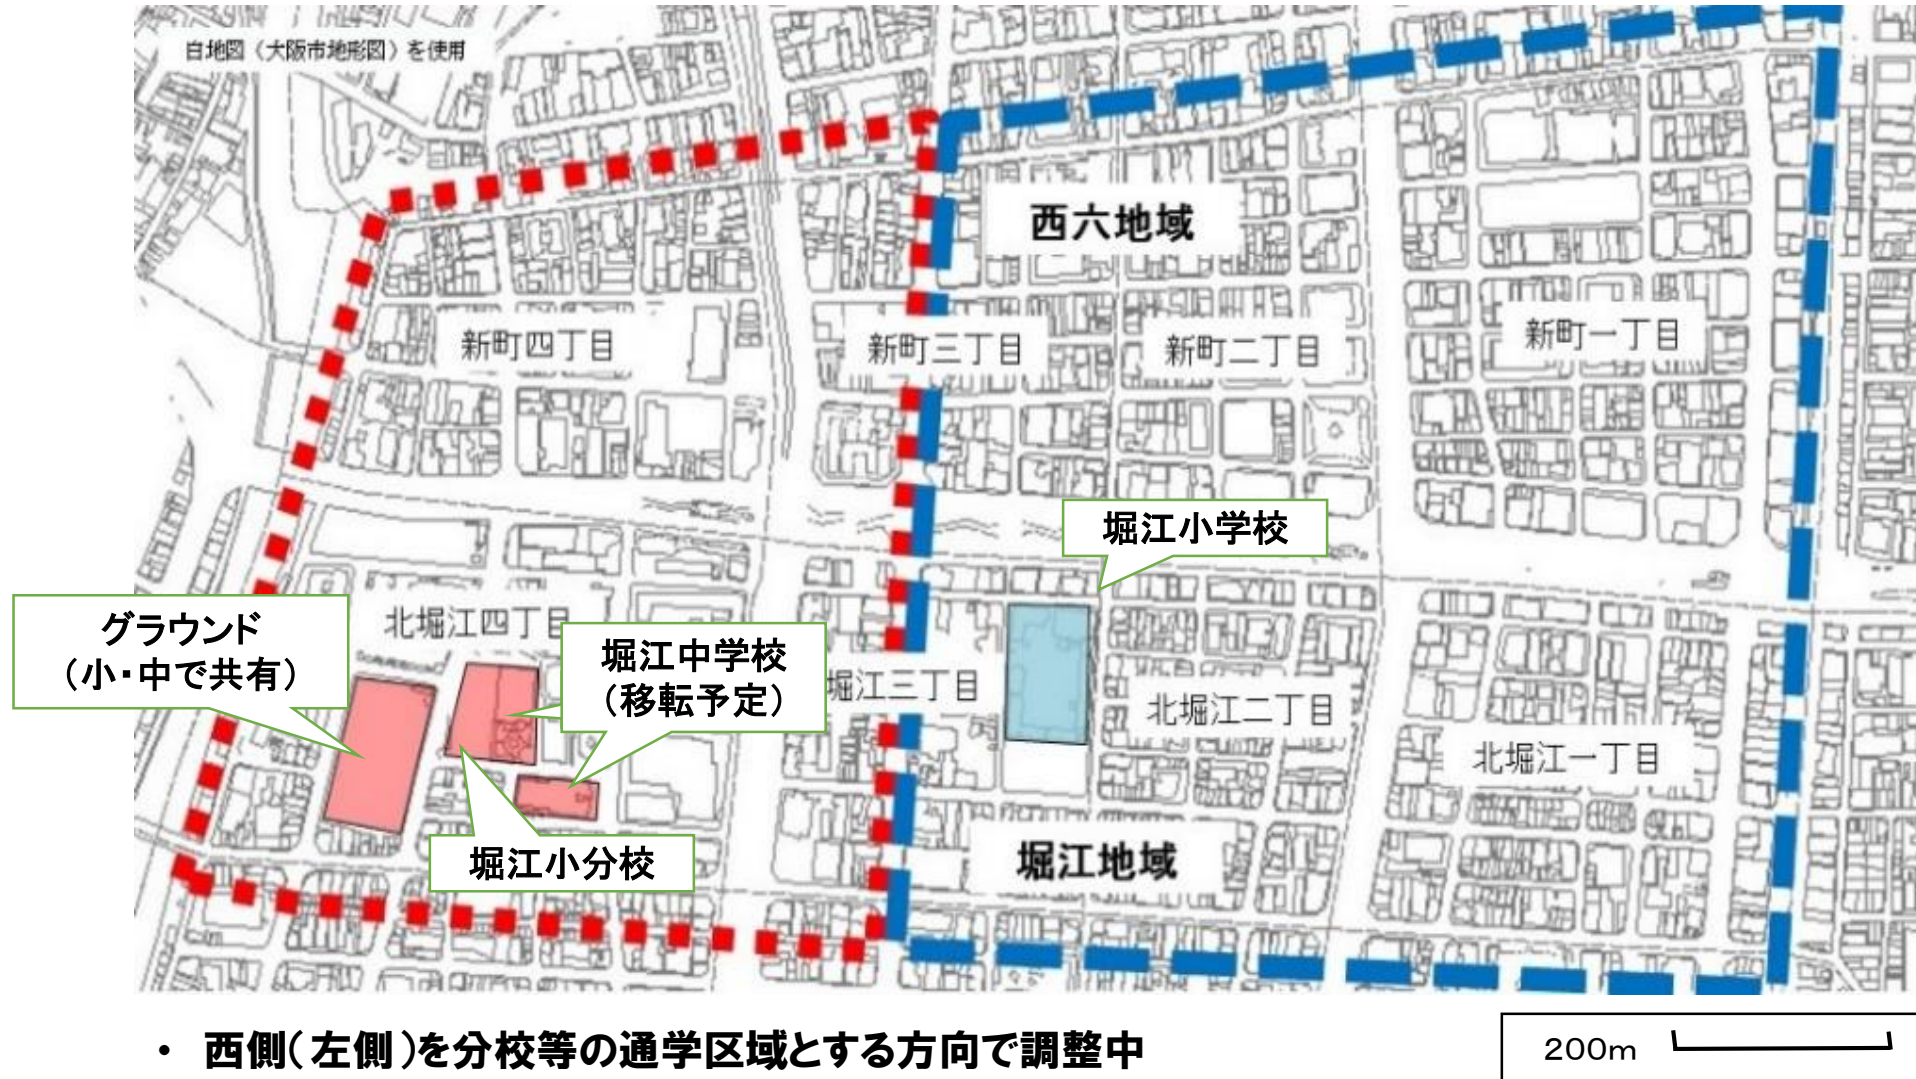 白地図（大阪市地形図）を使用
西六地域
新町四丁目
新町三丁目
新町二丁目
新町一丁目
堀江小学校
北堀江四丁目
グラウンド
（小・中で共有）
堀江中学校
（移転予定）
堀江三丁目
北堀江二丁目
北堀江一丁目
堀江小分校
堀江地域
・ 西側（左側）を分校等の通学区域とする方向で調整中
200m